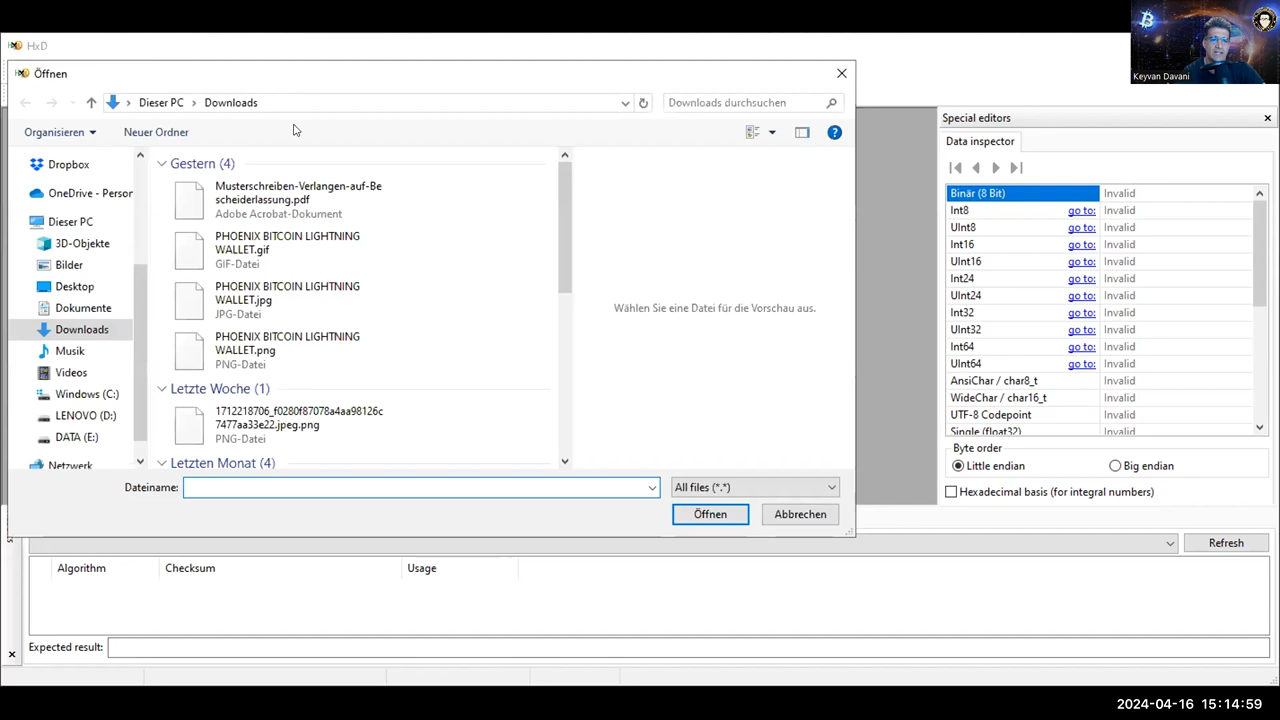 HxD
Öffnen
Dieser PC > Downloads
Downloads durchsuchen
Organisieren
Neuer Ordner
Dropbox
OneDrive - Person
Dieser PC
3D-Objekte
Bilder
Desktop
Dokumente
Downloads
Musik
Videos
Windows (C:)
LENOVO (D:)
DATA (E:)
Netzwerk
Gestern (4)
Musterschreiben-Verlangen-auf-Be
scheiderlassung.pdf
Adobe Acrobat-Dokument
PHOENIX BITCOIN LIGHTNING
WALLET.gif
GIF-Datei
PHOENIX BITCOIN LIGHTNING
WALLET.jpg
JPG-Datei
PHOENIX BITCOIN LIGHTNING
WALLET.png
PNG-Datei
Letzte Woche (1)
1712218706_f0280f87078a4aa98126c
7477aa33e22.jpeg.png
PNG-Datei
Letzten Monat (4)
Wählen Sie eine Datei für die Vorschau aus.
Dateiname:
All files (*.*)
Öffnen
Abbrechen
Keyvan Davani
Special editors
Data inspector
Binär (8 Bit) Invalid
Int8 go to: Invalid
UInt8 go to: Invalid
Int16 go to: Invalid
UInt16 go to: Invalid
Int24 go to: Invalid
UInt24 go to: Invalid
Int32 go to: Invalid
UInt32 go to: Invalid
Int64 go to: Invalid
UInt64 go to: Invalid
AnsiChar / char8_t Invalid
WideChar / char16_t Invalid
UTF-8 Codepoint Invalid
Single (float32) Invalid
Byte order
Little endian
Big endian
Hexadecimal basis (for integral numbers)
Refresh
Algorithm Checksum Usage
Expected result:
2024-04-16 15:14:59